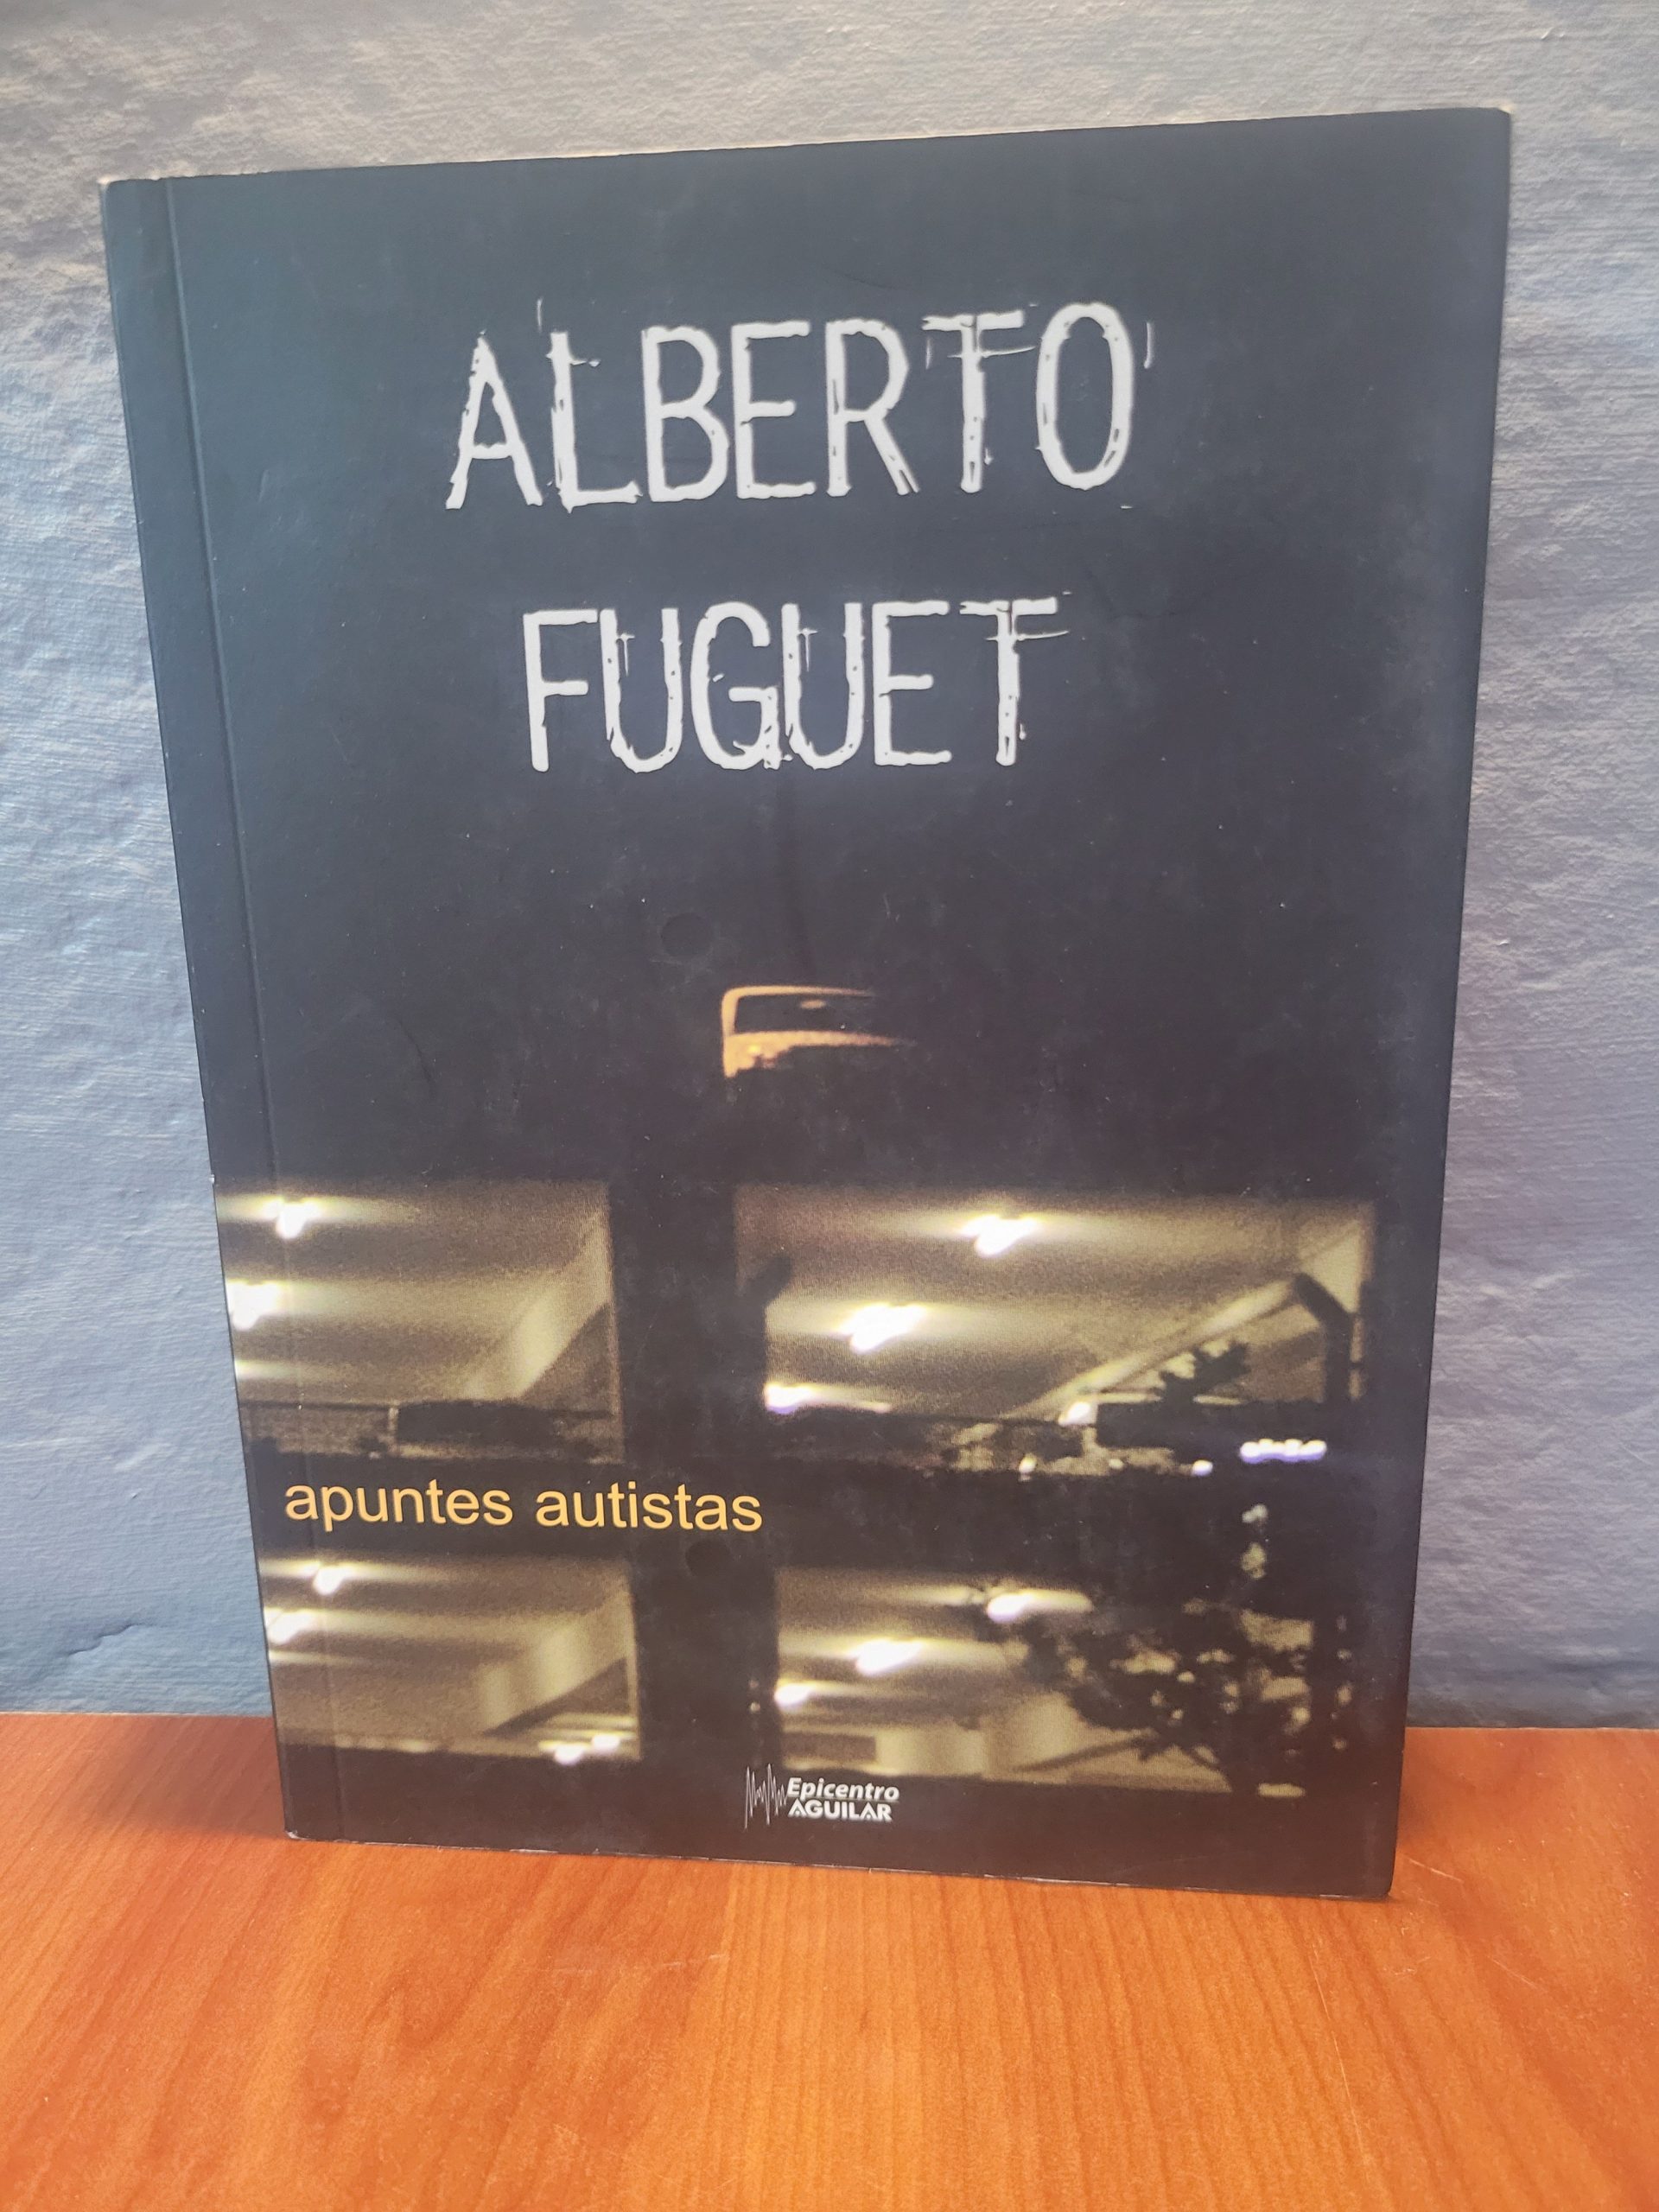 ALBERTO
FUGUET
apuntes autistas
Epicentro
AGUILAR